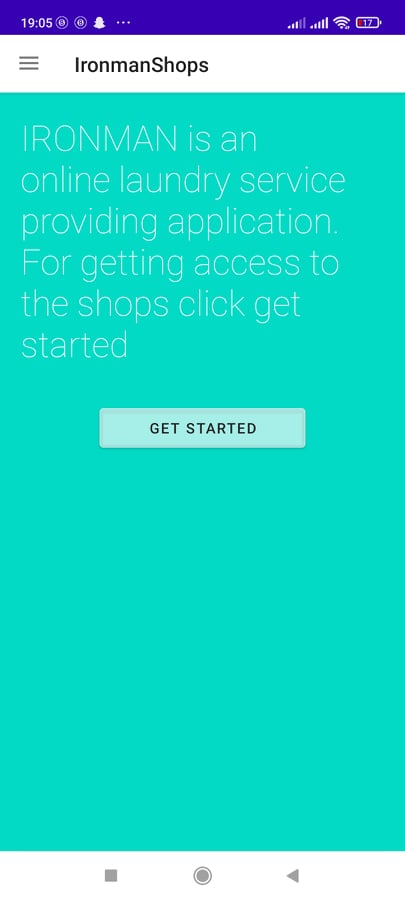 19:05
17
IronmanShops
IRONMAN is an
online laundry service
providing application.
For getting access to
the shops click get
started
GET STARTED